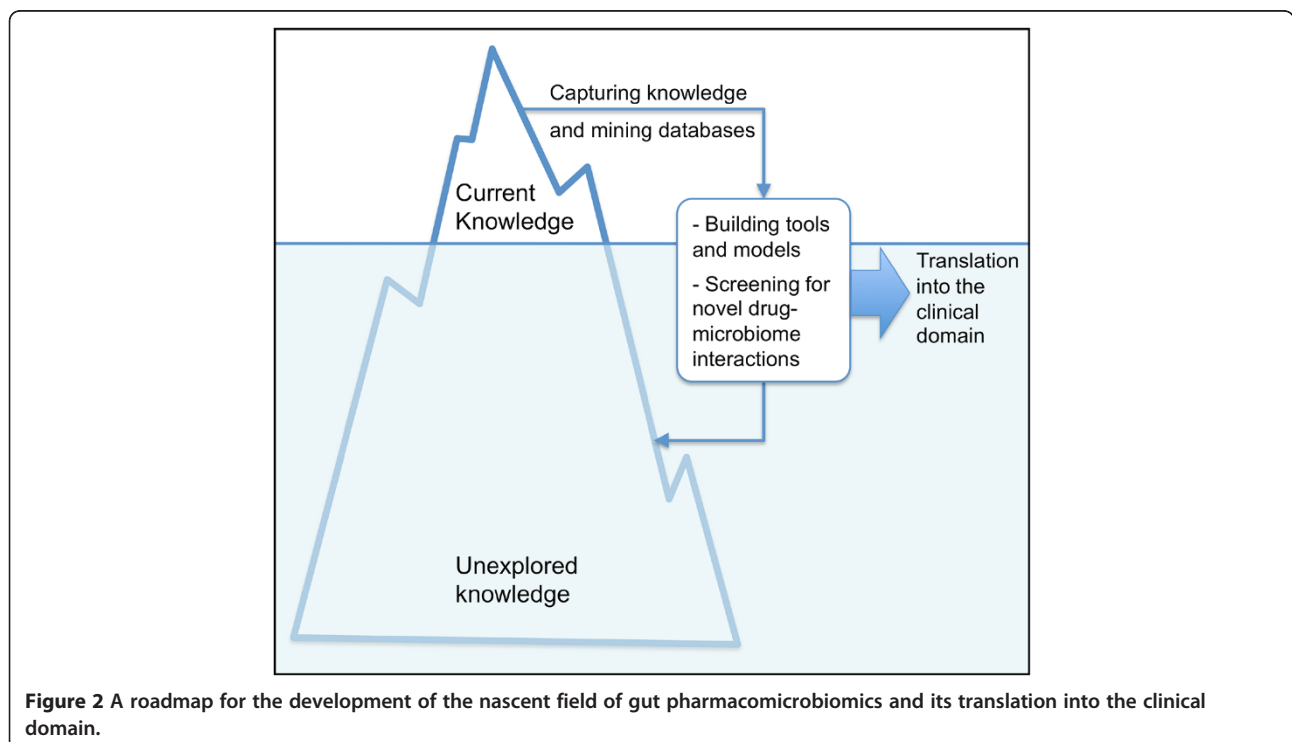 Capturing knowledge
and mining databases
Current
Knowledge
- Building tools
and models
- Screening for
novel drug-
microbiome
interactions
Translation
into the
clinical
domain
Unexplored
knowledge
Figure 2 A roadmap for the development of the nascent field of gut pharmacomicrobiomics and its translation into the clinical
domain.